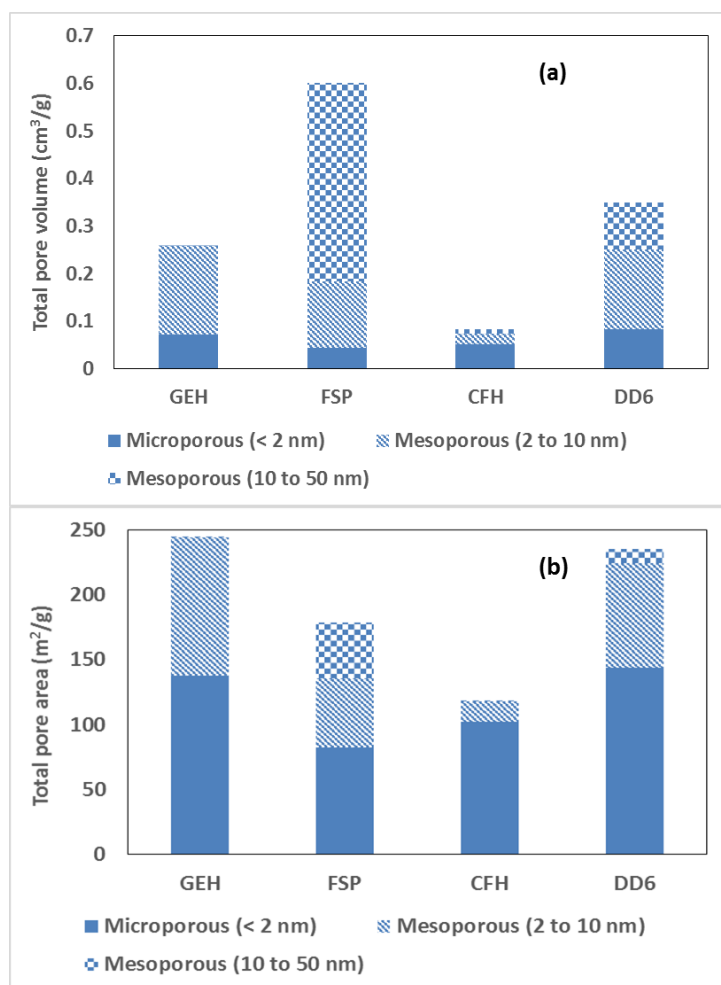 (a)
Total pore volume (cm³/g)
0.7
0.6
0.5
0.4
0.3
0.2
0.1
0
GEH FSP CFH DD6
Microporous (< 2 nm) Mesoporous (2 to 10 nm)
Mesoporous (10 to 50 nm)
(b)
Total pore area (m²/g)
250
200
150
100
50
0
GEH FSP CFH DD6
Microporous (< 2 nm) Mesoporous (2 to 10 nm)
Mesoporous (10 to 50 nm)